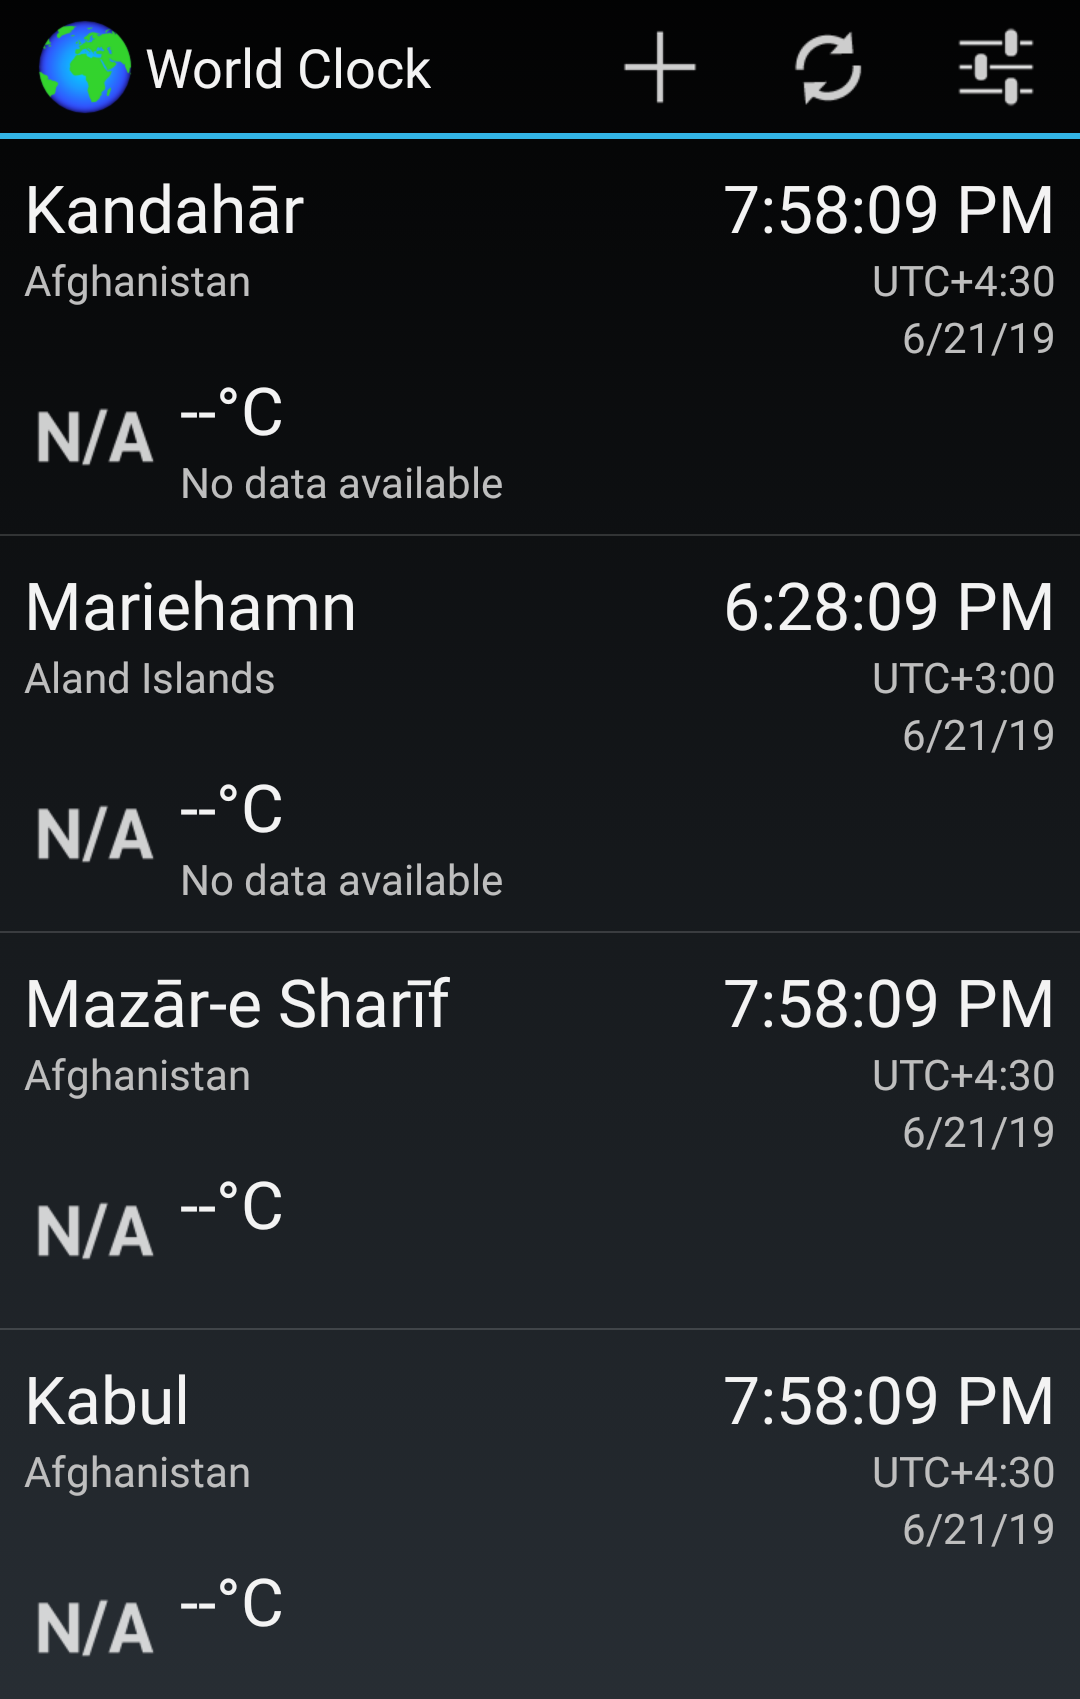 World Clock
Kandahār 7:58:09 PM
Afghanistan UTC+4:30
6/21/19
--°C
N/A
No data available
Mariehamn 6:28:09 PM
Aland Islands UTC+3:00
6/21/19
--°C
N/A
No data available
Mazār-e Sharīf 7:58:09 PM
Afghanistan UTC+4:30
6/21/19
--°C
N/A
Kabul 7:58:09 PM
Afghanistan UTC+4:30
6/21/19
--°C
N/A